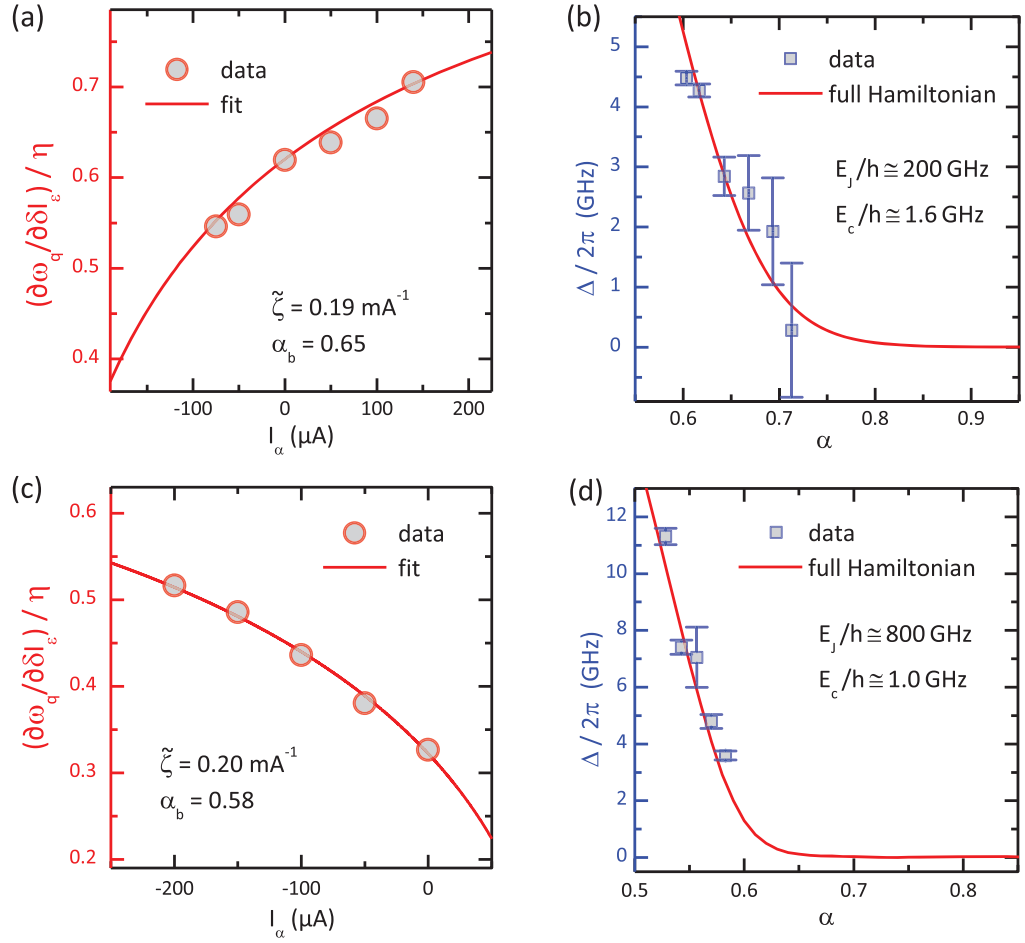 (a)
data
fit
(∂ω_q/∂δI_ε) / η
0.7
0.6
0.5
0.4
ζ̃ = 0.19 mA⁻¹
α_b = 0.65
-100 0 100 200
I_α (μA)
(b)
data
full Hamiltonian
E_J/h ≅ 200 GHz
E_c/h ≅ 1.6 GHz
Δ / 2π (GHz)
5
4
3
2
1
0
0.6 0.7 0.8 0.9
α
(c)
data
fit
(∂ω_q/∂δI_ε) / η
0.6
0.5
0.4
0.3
0.2
ζ̃ = 0.20 mA⁻¹
α_b = 0.58
-200 -100 0
I_α (μA)
(d)
data
full Hamiltonian
E_J/h ≅ 800 GHz
E_c/h ≅ 1.0 GHz
Δ / 2π (GHz)
12
10
8
6
4
2
0
0.5 0.6 0.7 0.8
α